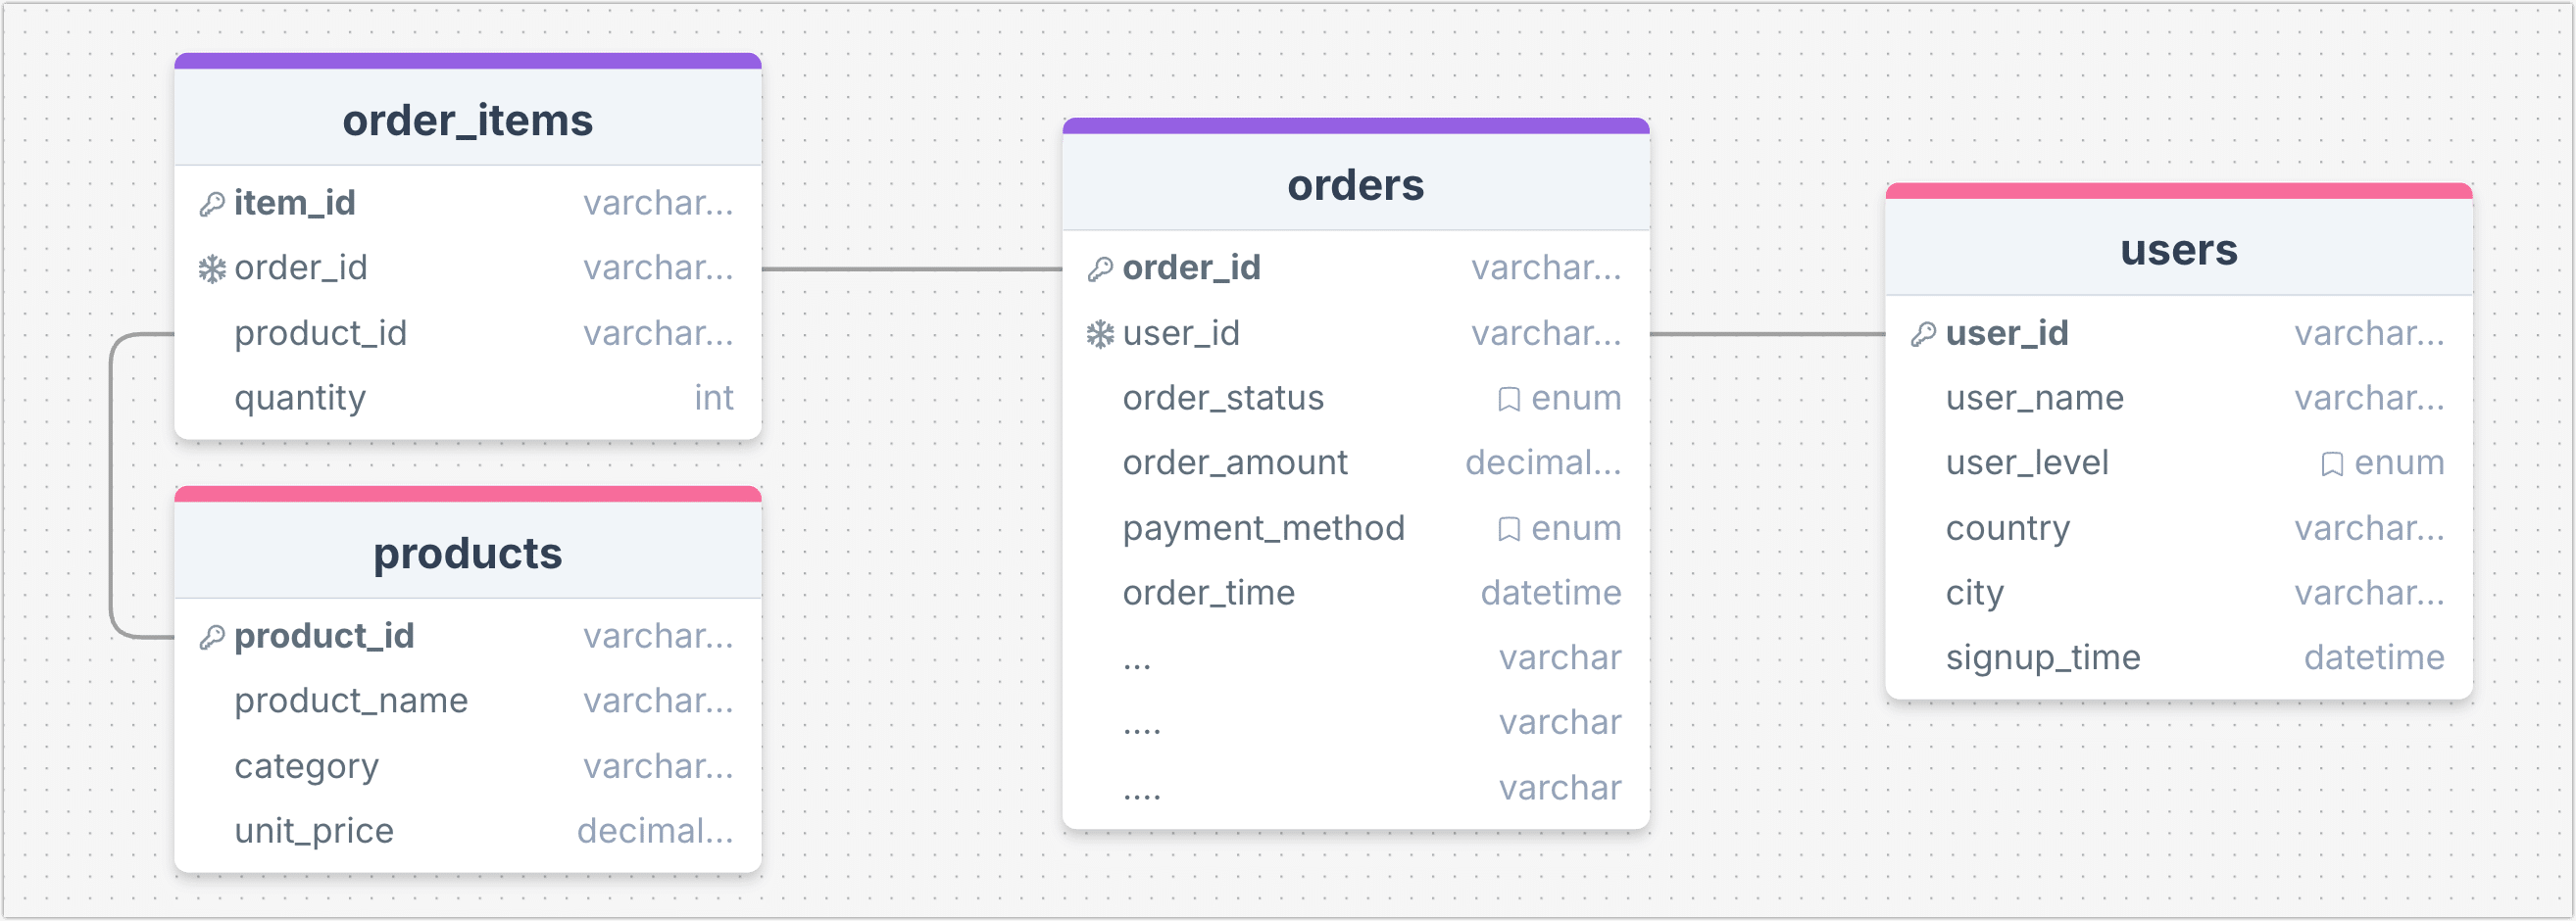 order_items
item_id varchar...
order_id varchar...
product_id varchar...
quantity int
products
product_id varchar...
product_name varchar...
category varchar...
unit_price decimal...
orders
order_id varchar...
user_id varchar...
order_status enum
order_amount decimal...
payment_method enum
order_time datetime
... varchar
.... varchar
.... varchar
users
user_id varchar...
user_name varchar...
user_level enum
country varchar...
city varchar...
signup_time datetime